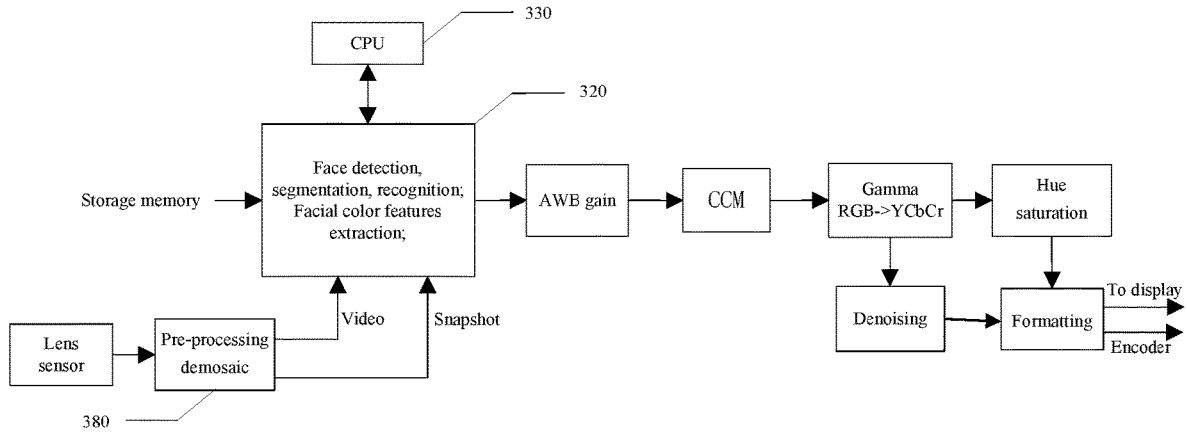 330
CPU
320
Face detection,
segmentation, recognition;
Facial color features
extraction;
Storage memory
AWB gain
CCM
Gamma
RGB->YCbCr
Hue
saturation
Video
Snapshot
Lens
sensor
Pre-processing
demosaic
380
Denoising
Formatting
To display
Encoder